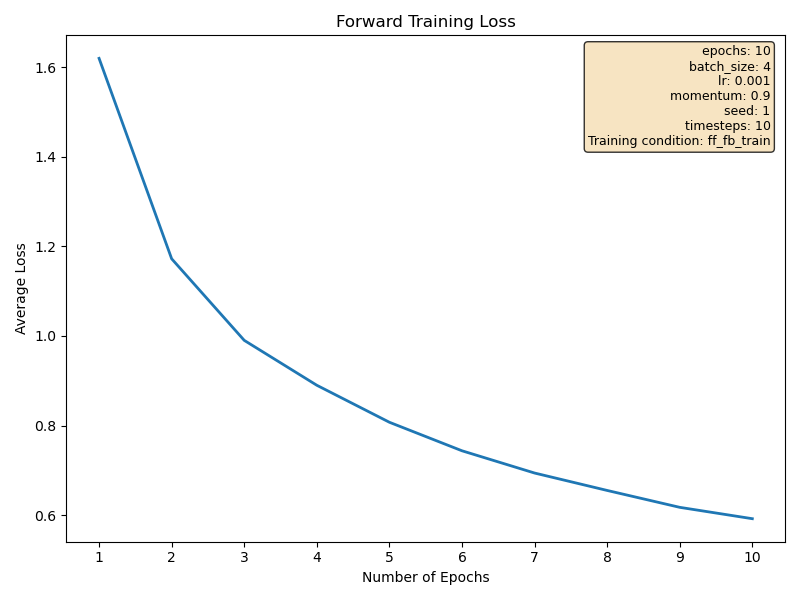 Forward Training Loss
epochs: 10
batch_size: 4
lr: 0.001
momentum: 0.9
seed: 1
timesteps: 10
Training condition: ff_fb_train
Average Loss
1.6
1.4
1.2
1.0
0.8
0.6
1 2 3 4 5 6 7 8 9 10
Number of Epochs